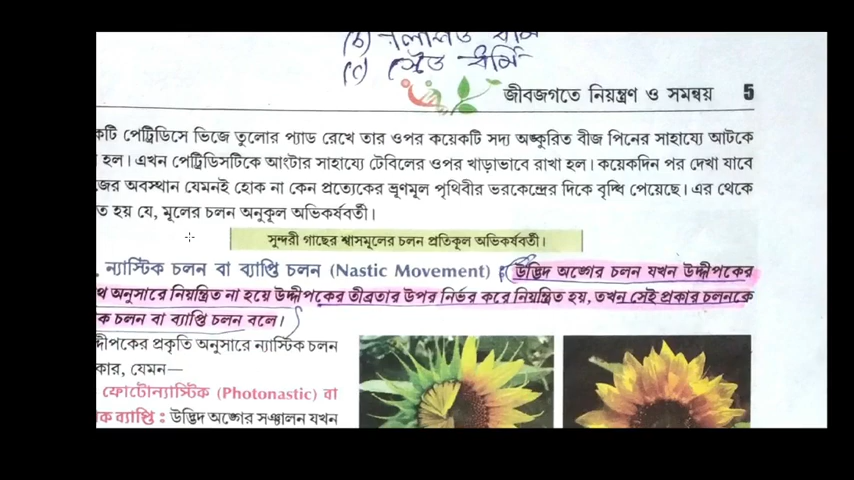 (b)
(c)
জীবজগতে নিয়ন্ত্রণ ও সমন্বয় 5
কটি পেট্রিডিসে ভিজে তুলোর প্যাড রেখে তার ওপর কয়েকটি সদ্য অঙ্কুরিত বীজ পিনের সাহায্যে আটকে
হল। এখন পেট্রিডিসটিকে আংটার সাহায্যে টেবিলের ওপর খাড়াভাবে রাখা হল। কয়েকদিন পর দেখা যাবে
জের অবস্থান যেমনই হোক না কেন প্রত্যেকের ভ্রূণমূল পৃথিবীর ভরকেন্দ্রের দিকে বৃদ্ধি পেয়েছে। এর থেকে
ত হয় যে, মূলের চলন অনুকূল অভিকর্ষবর্তী।
সুন্দরী গাছের শ্বাসমূলের চলন প্রতিকূল অভিকর্ষবর্তী।
ন্যাস্টিক চলন বা ব্যাপ্তি চলন (Nastic Movement) : উদ্ভিদ অঙ্গের চলন যখন উদ্দীপকের
থ অনুসারে নিয়ন্ত্রিত না হয়ে উদ্দীপকের তীব্রতার উপর নির্ভর করে নিয়ন্ত্রিত হয়, তখন সেই প্রকার চলনকে
ক চলন বা ব্যাপ্তি চলন বলে।
দ্দীপকের প্রকৃতি অনুসারে ন্যাস্টিক চলন
কার, যেমন—
ফোটোন্যাস্টিক (Photonastic) বা
ক ব্যাপ্তি : উদ্ভিদ অঙ্গের সঞ্চালন যখন